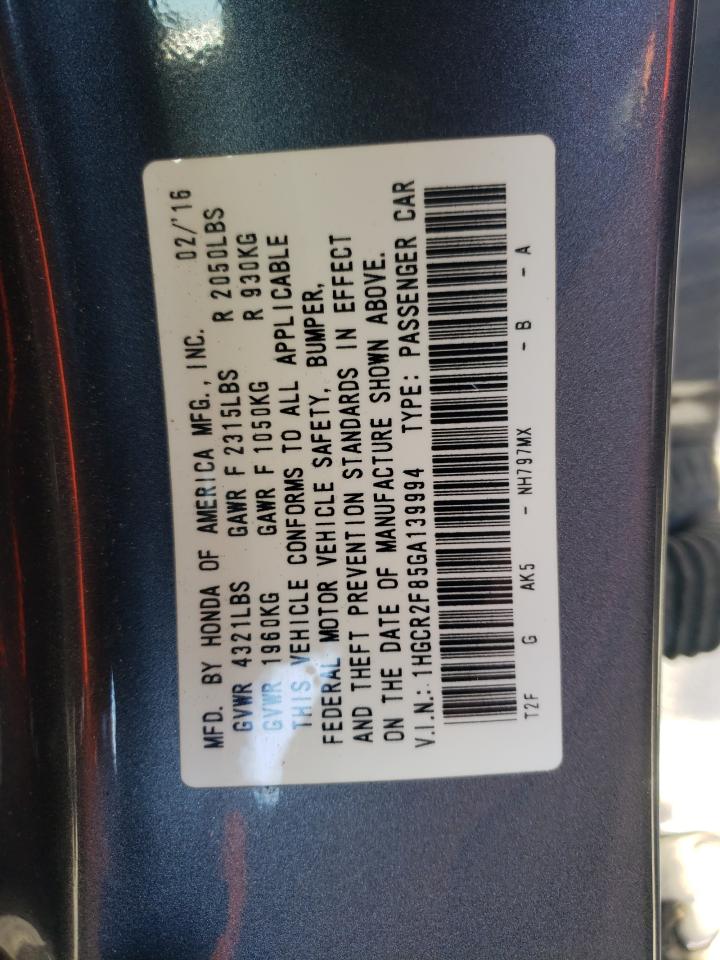 MFD. BY HONDA OF AMERICA MFG., INC. 02/'16
GVWR 4321LBS GAWR F 2315LBS R 2050LBS
GVWR 1960KG GAWR F 1050KG R 930KG
THIS VEHICLE CONFORMS TO ALL APPLICABLE
FEDERAL MOTOR VEHICLE SAFETY, BUMPER,
AND THEFT PREVENTION STANDARDS IN EFFECT
ON THE DATE OF MANUFACTURE SHOWN ABOVE.
V.I.N.: 1HGCR2F85GA139994 TYPE: PASSENGER CAR
T2F G AK5 - NH797MX - B - A